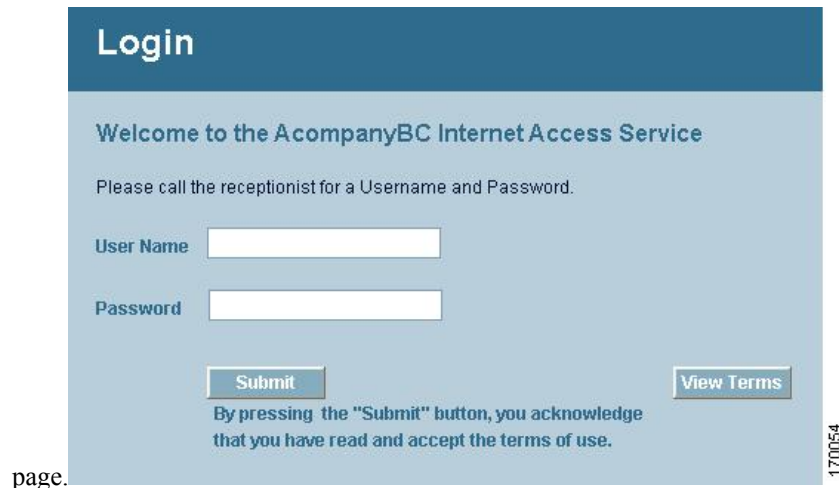 Login
Welcome to the AcompanyBC Internet Access Service
Please call the receptionist for a Username and Password.
User Name
Password
Submit
View Terms
By pressing the "Submit" button, you acknowledge
that you have read and accept the terms of use.
170054
page.